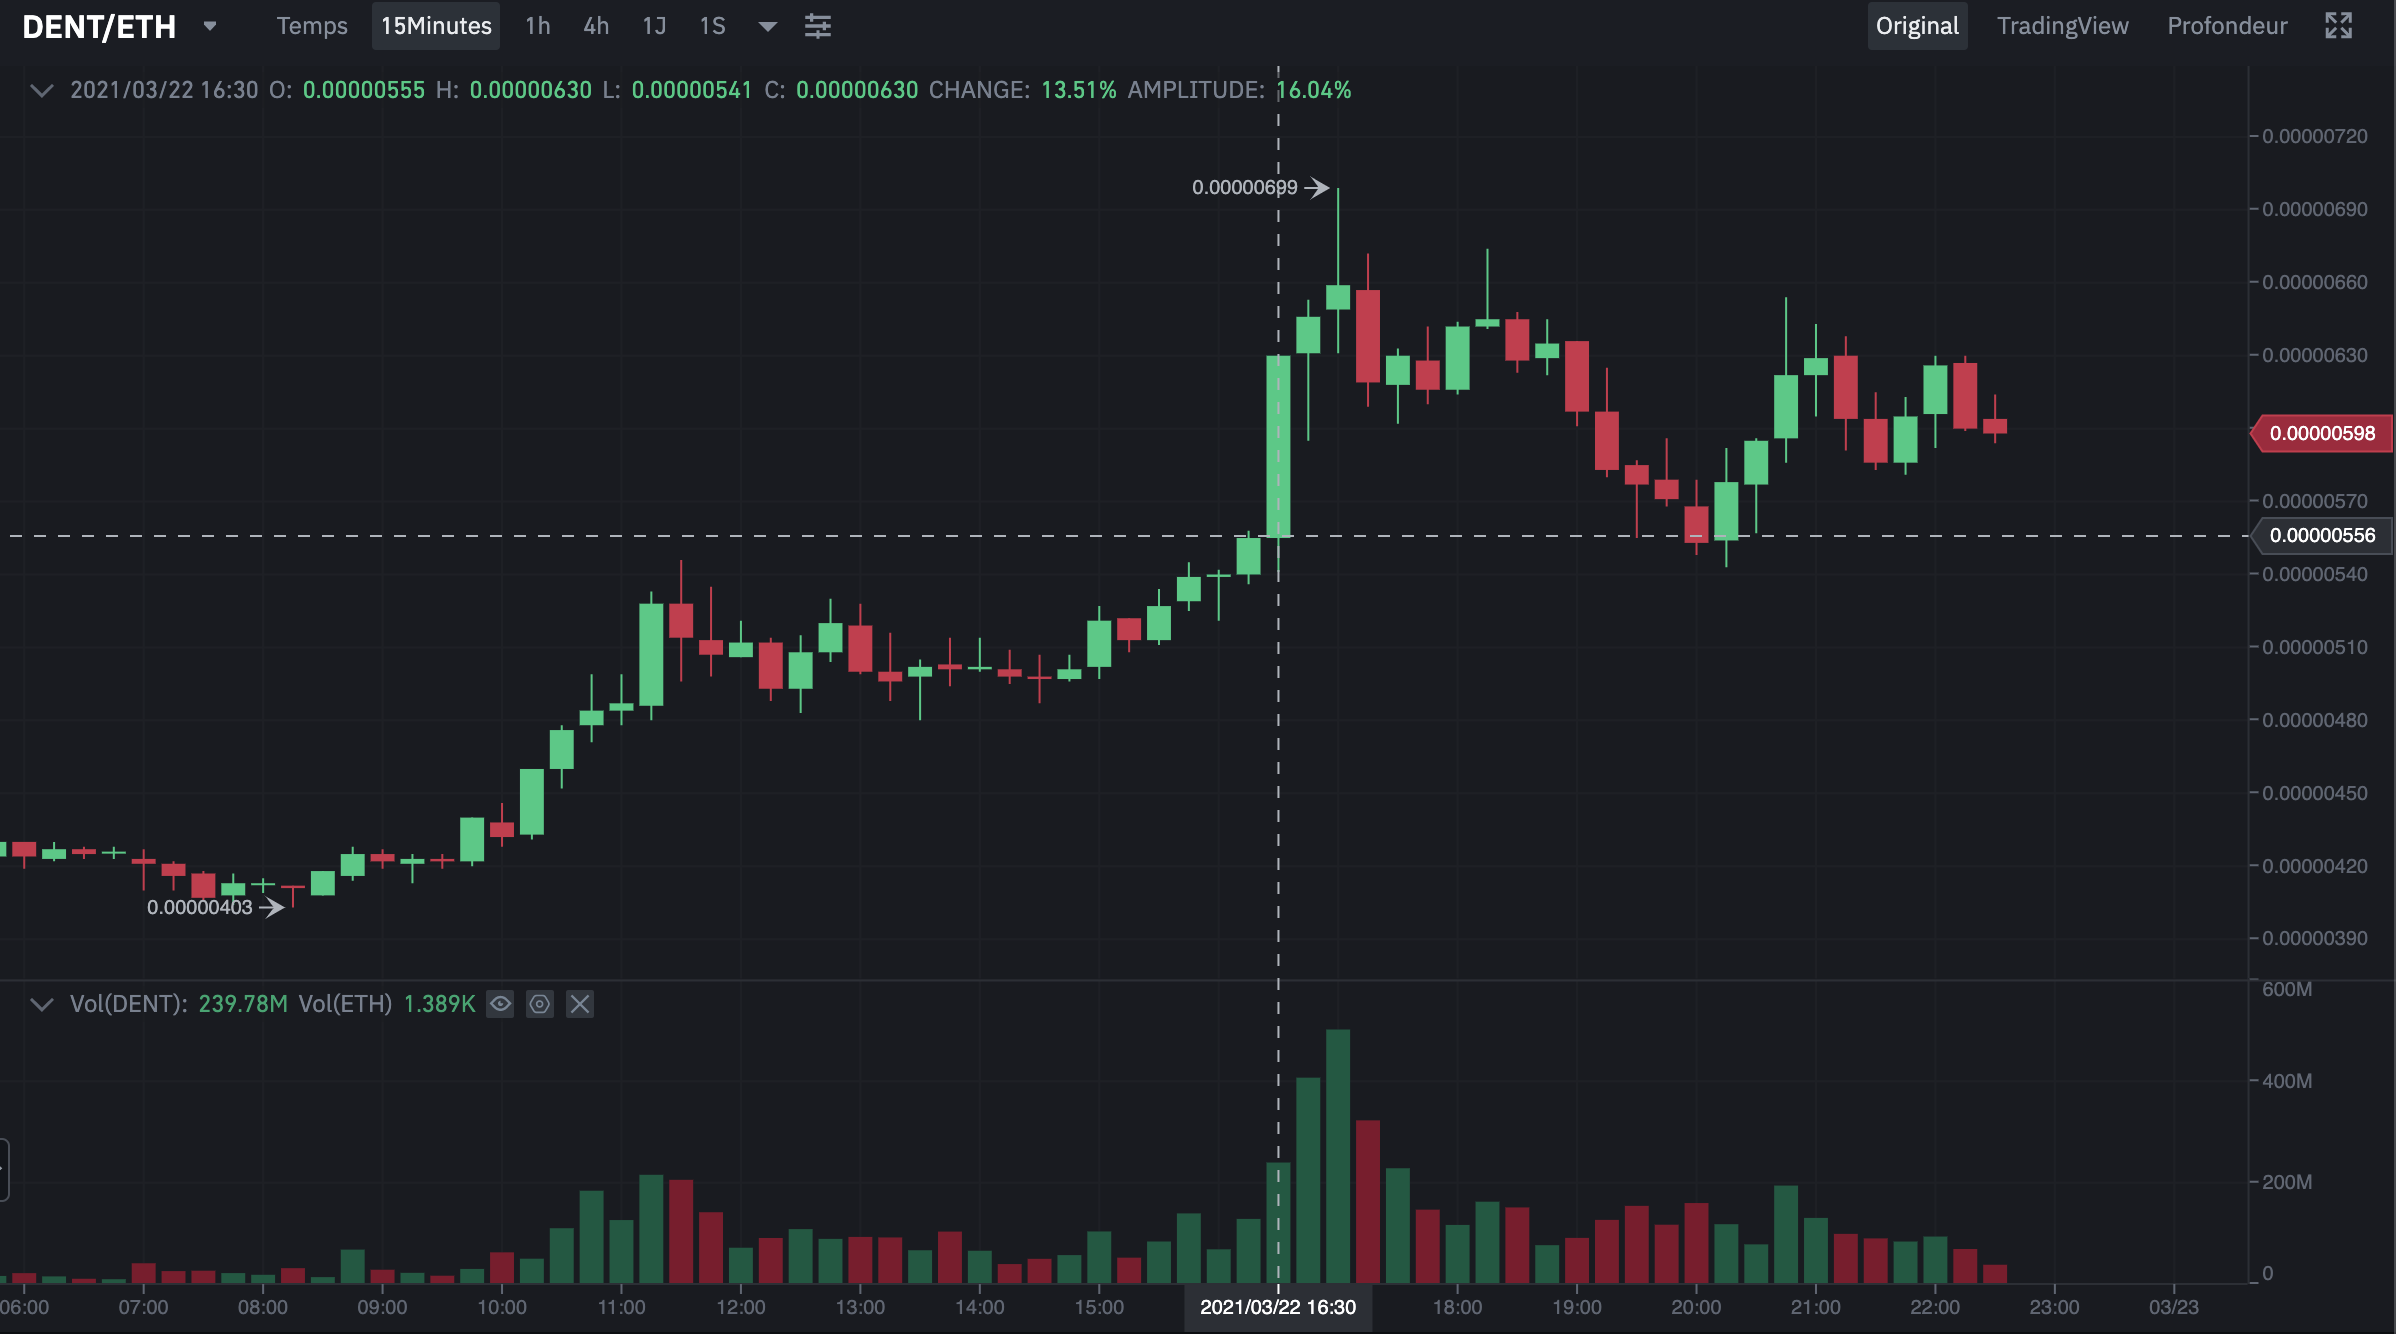 DENT/ETH Temps 15Minutes 1h 4h 1J 1S Original TradingView Profondeur
2021/03/22 16:30 O: 0.00000555 H: 0.00000630 L: 0.00000541 C: 0.00000630 CHANGE: 13.51% AMPLITUDE: 16.04%
0.00000720
0.00000699
0.00000690
0.00000660
0.00000630
0.00000598
0.00000570
0.00000556
0.00000540
0.00000510
0.00000480
0.00000450
0.00000420
0.00000403
0.00000390
Vol(DENT): 239.78M Vol(ETH) 1.389K
600M
400M
200M
0
06:00 07:00 08:00 09:00 10:00 11:00 12:00 13:00 14:00 15:00 2021/03/22 16:30 18:00 19:00 20:00 21:00 22:00 23:00 03/23